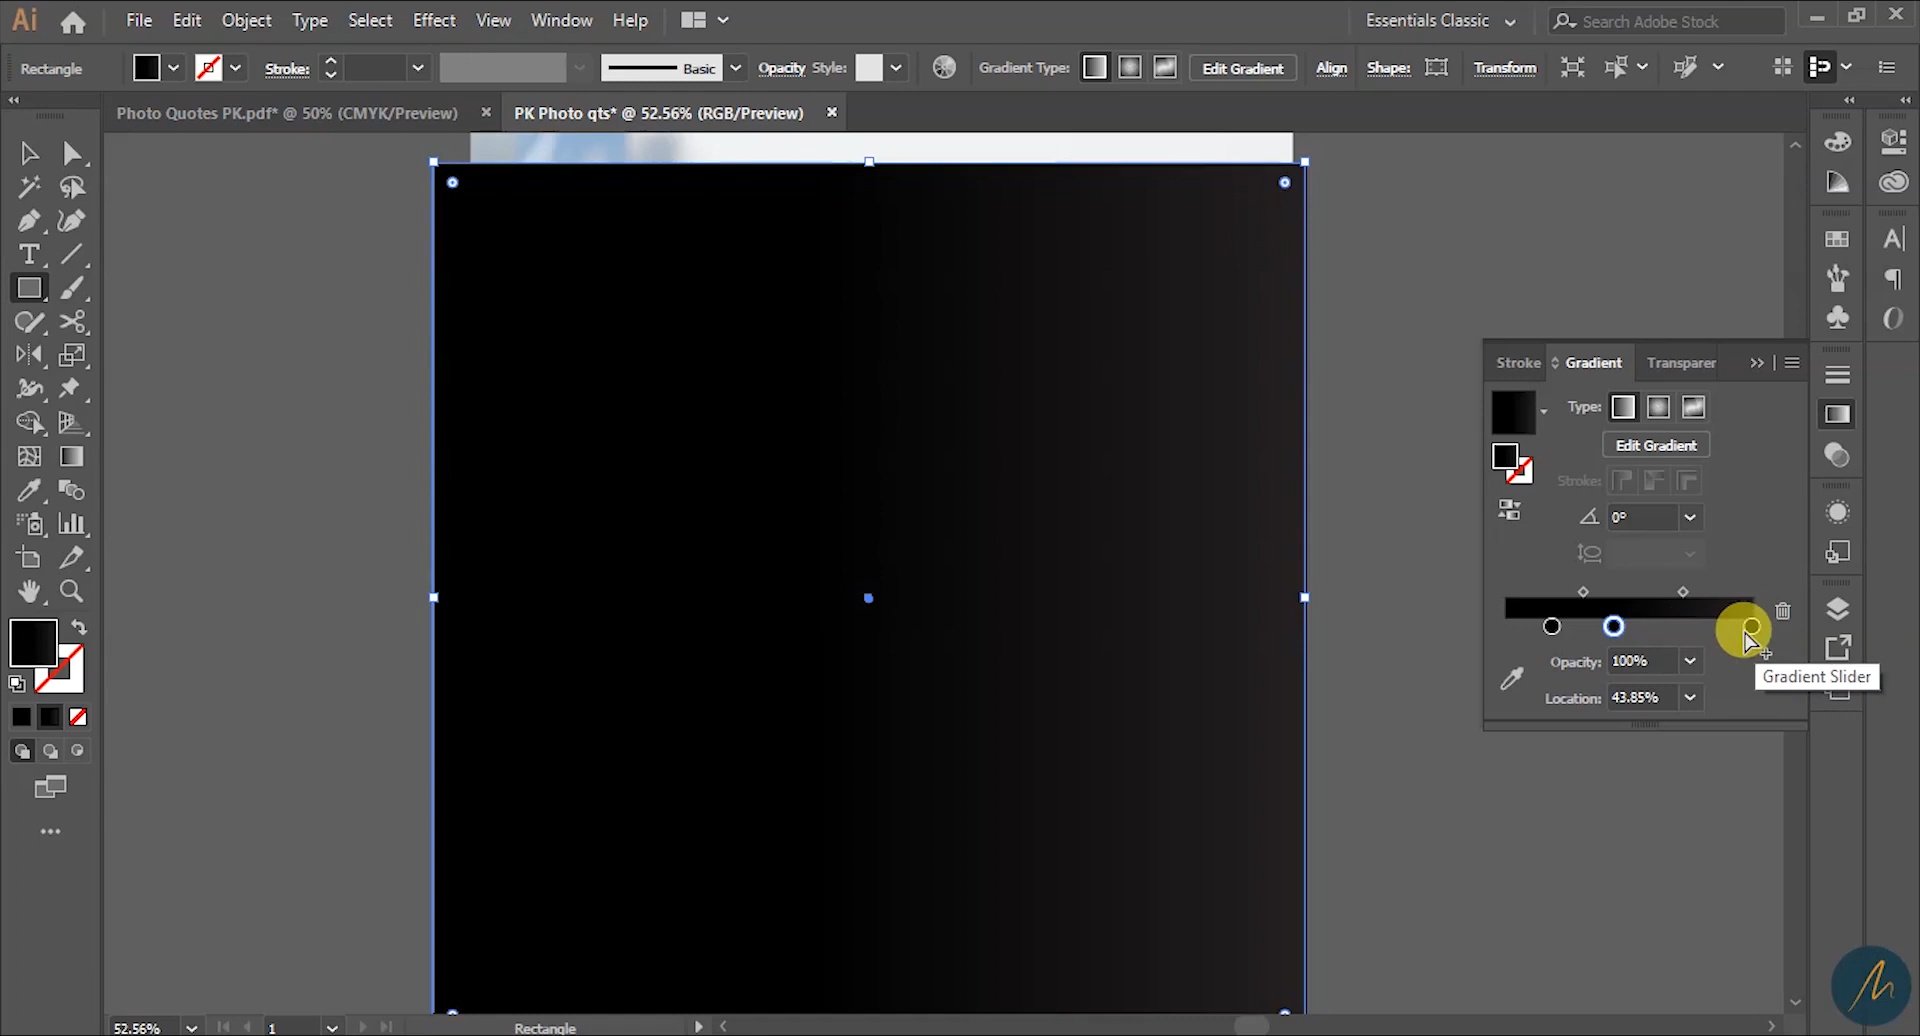 Ai File Edit Object Type Select Effect View Window Help Essentials Classic Search Adobe Stock
Rectangle Stroke: Basic Opacity Style: Gradient Type: Edit Gradient Align Shape: Transform
Photo Quotes PK.pdf* @ 50% (CMYK/Preview) × PK Photo qts* @ 52.56% (RGB/Preview) ×
Stroke Gradient Transparer
Type:
Edit Gradient
Stroke:
0°
Opacity: 100%
Gradient Slider
Location: 43.85%
52.56% 1 Rectangle